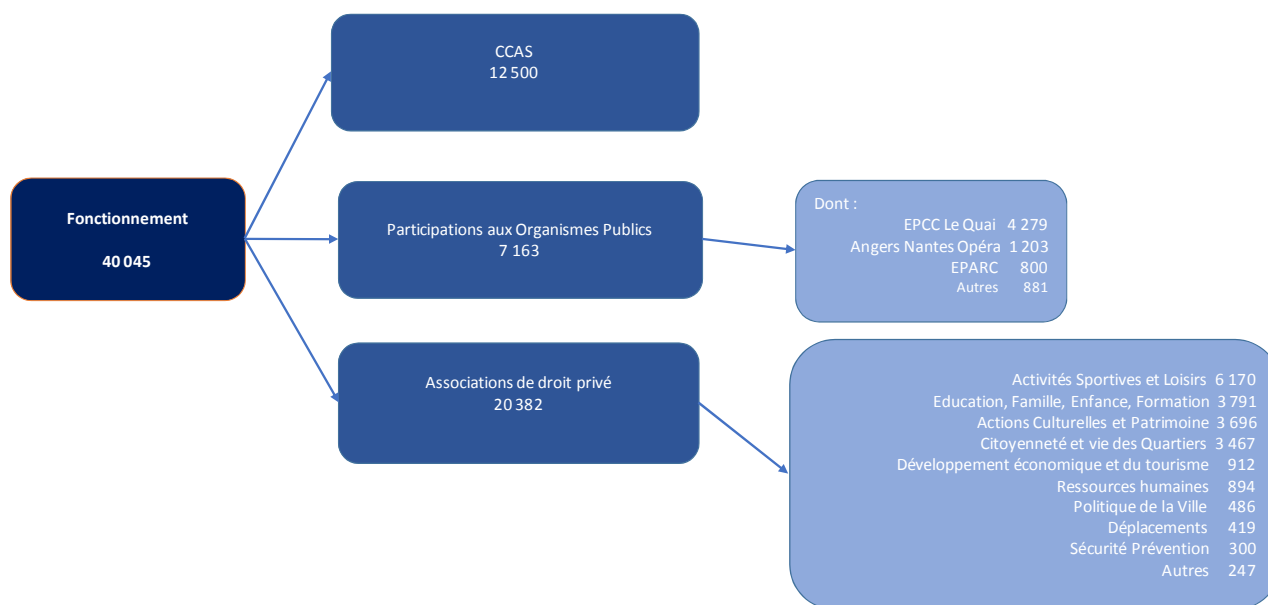 CCAS
12 500
Fonctionnement
40 045
Participations aux Organismes Publics
7 163
Dont :
EPCC Le Quai 4 279
Angers Nantes Opéra 1 203
EPARC 800
Autres 881
Associations de droit privé
20 382
Activités Sportives et Loisirs 6 170
Education, Famille, Enfance, Formation 3 791
Actions Culturelles et Patrimoine 3 696
Citoyenneté et vie des Quartiers 3 467
Développement économique et du tourisme 912
Ressources humaines 894
Politique de la Ville 486
Déplacements 419
Sécurité Prévention 300
Autres 247